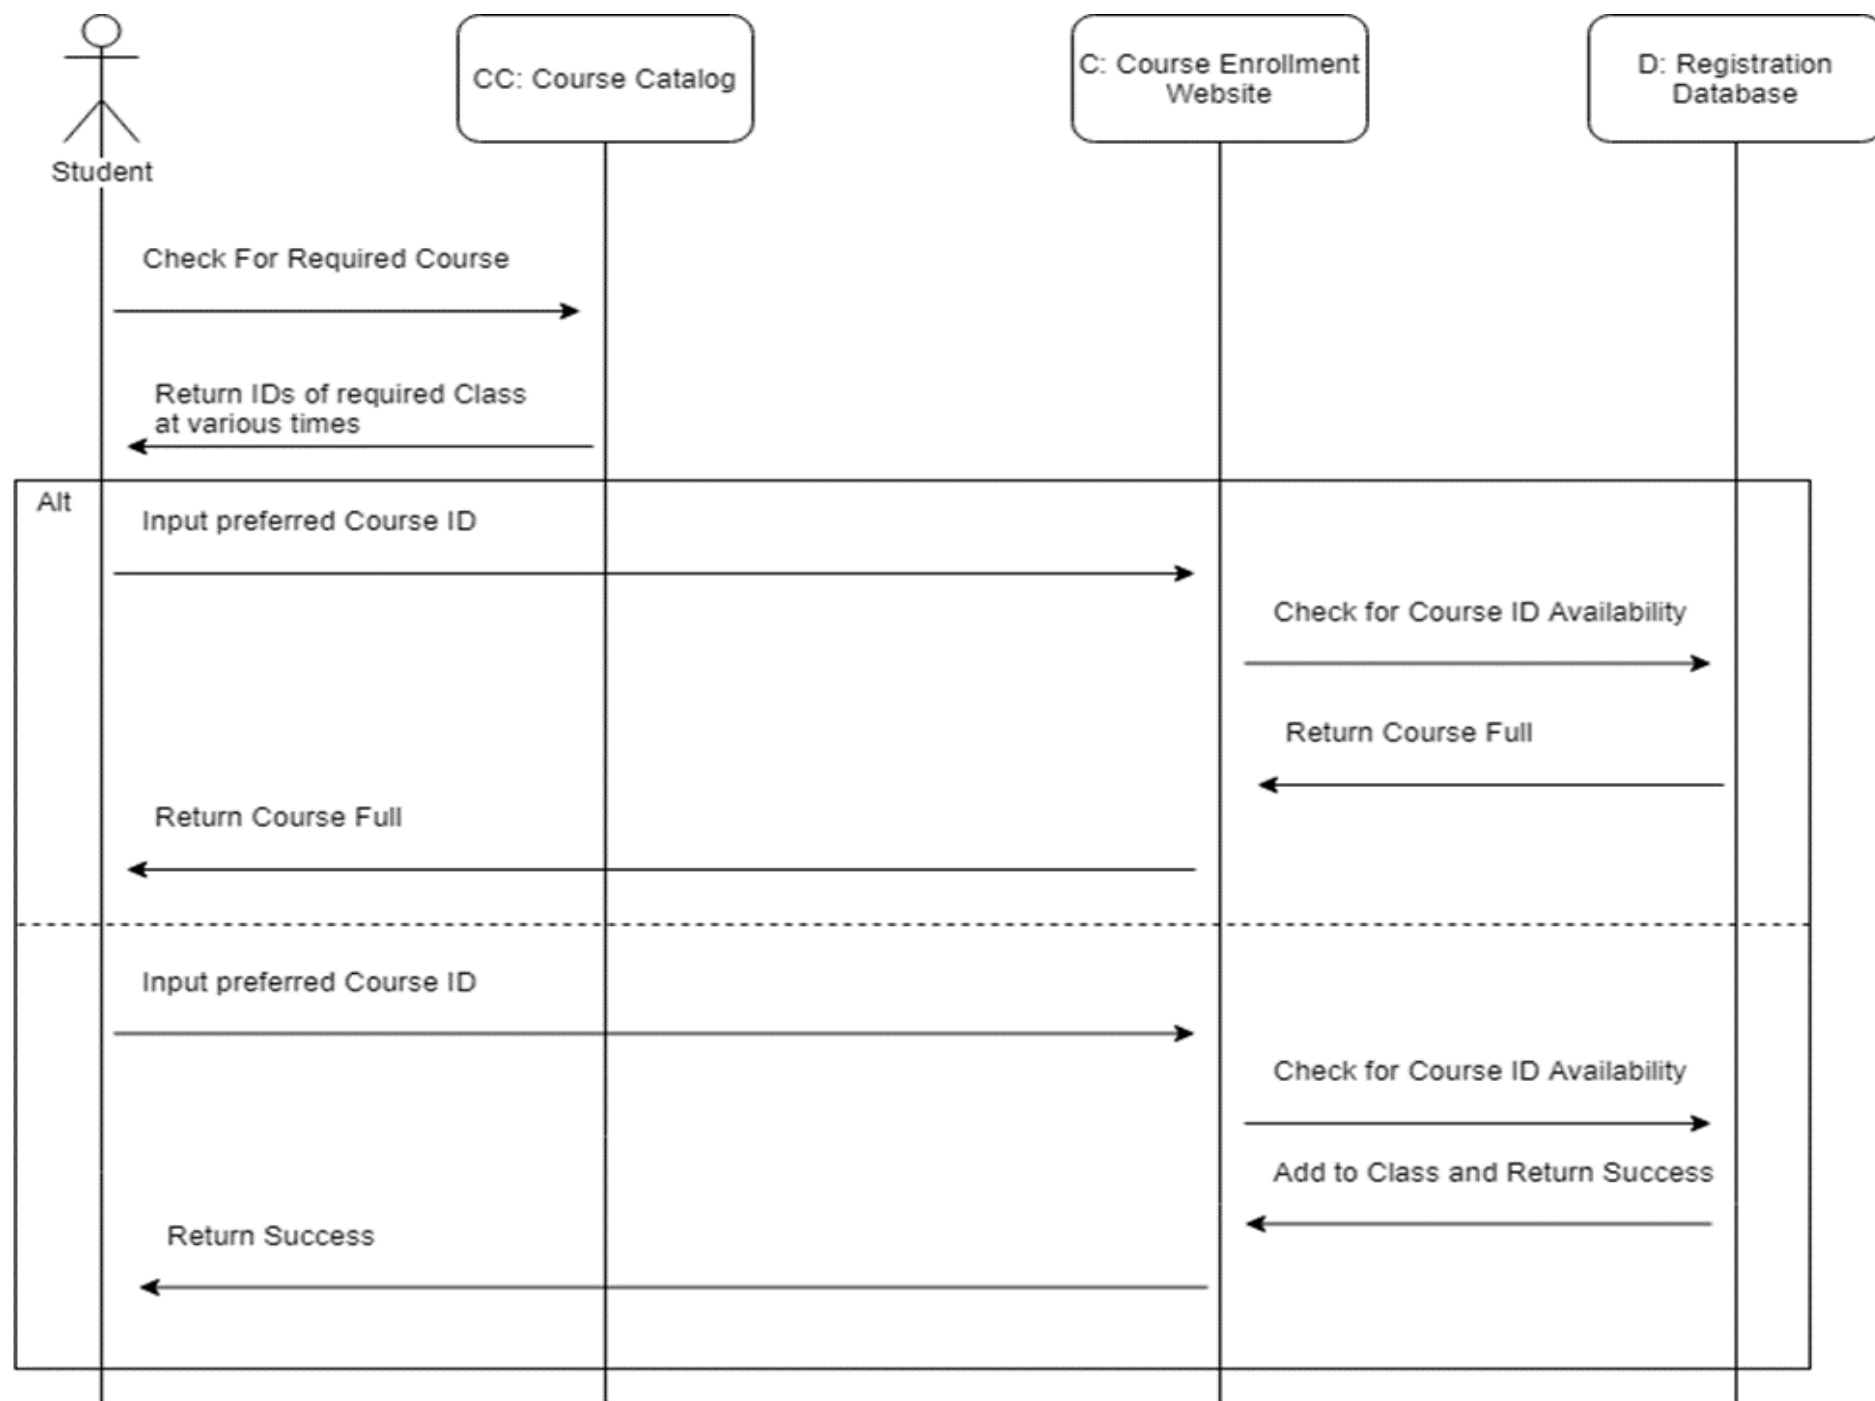 CC: Course Catalog
C: Course Enrollment
Website
D: Registration
Database
Student
Check For Required Course
Return IDs of required Class
at various times
Alt
Input preferred Course ID
Check for Course ID Availability
Return Course Full
Return Course Full
Input preferred Course ID
Check for Course ID Availability
Add to Class and Return Success
Return Success